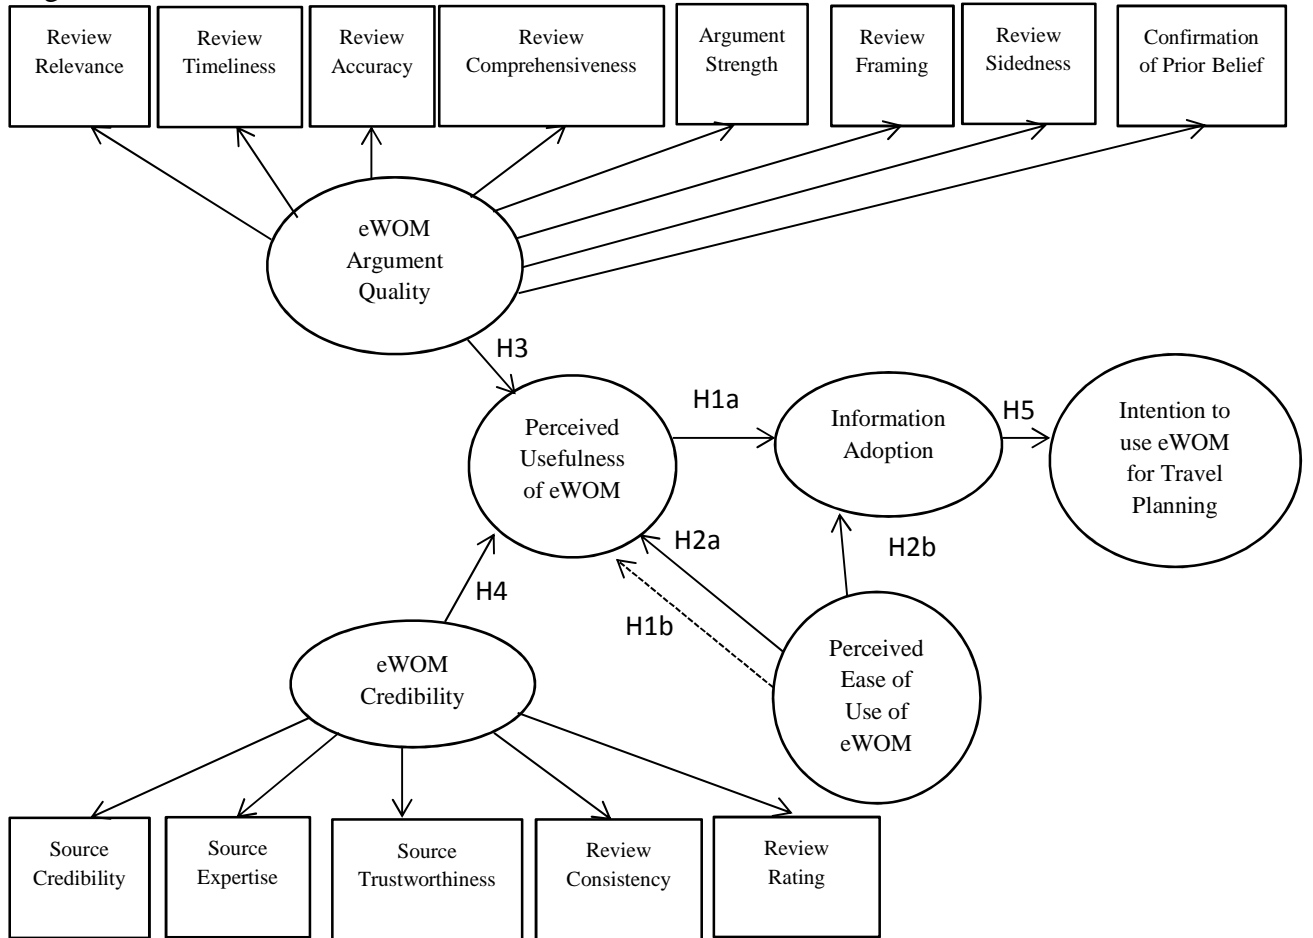 Review
Relevance
Review
Timeliness
Review
Accuracy
Review
Comprehensiveness
Argument
Strength
Review
Framing
Review
Sidedness
Confirmation
of Prior Belief
eWOM
Argument
Quality
H3
Perceived
Usefulness
of eWOM
H1a
Information
Adoption
H5
Intention to
use eWOM
for Travel
Planning
H4
H2a
H2b
H1b
eWOM
Credibility
Perceived
Ease of
Use of
eWOM
Source
Credibility
Source
Expertise
Source
Trustworthiness
Review
Consistency
Review
Rating